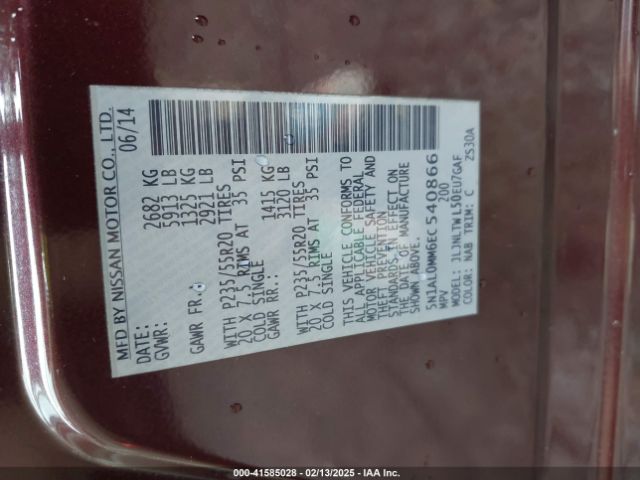 MFD BY NISSAN MOTOR CO., LTD.
DATE: 06/14
GVWR: 2682 KG
5913 LB
GAWR FR.: 1325 KG
2921 LB
WITH P235/55R20 TIRES
20 X 7.5 RIMS AT 35 PSI
COLD SINGLE
GAWR RR.: 1415 KG
3120 LB
WITH P235/55R20 TIRES
20 X 7.5 RIMS AT 35 PSI
COLD SINGLE
THIS VEHICLE CONFORMS TO
ALL APPLICABLE FEDERAL
MOTOR VEHICLE SAFETY AND
THEFT PREVENTION
STANDARDS IN EFFECT ON
THE DATE OF MANUFACTURE
SHOWN ABOVE.
5N1AL0MM6EC540866
MPV 200
MODEL: JLJNLTWL50EU7GAF
COLOR: NAB TRIM: C ZS30A
000-41585028 - 02/13/2025 - IAA Inc.